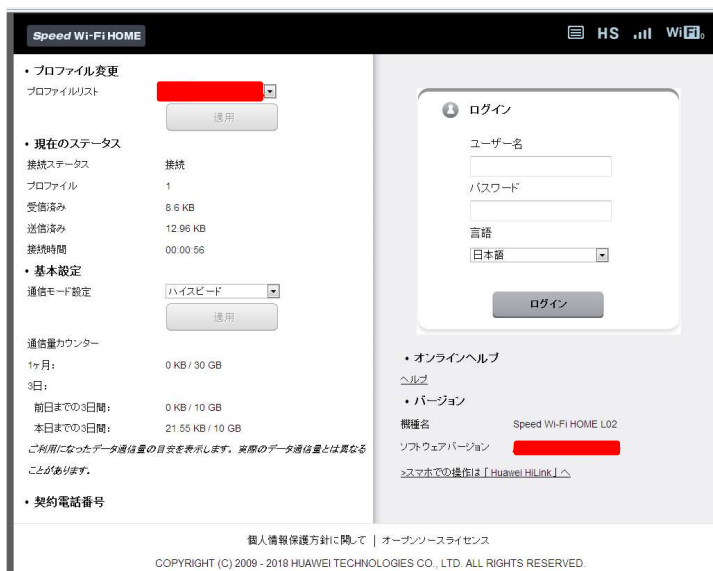 Speed Wi-Fi HOME
HS
WiFi
・プロファイル変更
プロファイルリスト
適用
・現在のステータス
接続ステータス 接続
プロファイル 1
受信済み 8.6 KB
送信済み 12.96 KB
接続時間 00:00:56
・基本設定
通信モード設定 ハイスピード
適用
通信量カウンター
1ヶ月: 0 KB / 30 GB
3日:
前日までの3日間: 0 KB / 10 GB
本日までの3日間: 21.55 KB / 10 GB
ご利用になったデータ通信量の目安を表示します。実際のデータ通信量とは異なる
ことがあります。
・契約電話番号
ログイン
ユーザー名
パスワード
言語
日本語
ログイン
・オンラインヘルプ
ヘルプ
・バージョン
機種名 Speed Wi-Fi HOME L02
ソフトウェアバージョン
>スマホでの操作は「Huawei HiLink」へ
個人情報保護方針に関して | オープンソースライセンス
COPYRIGHT (C) 2009 - 2018 HUAWEI TECHNOLOGIES CO., LTD. ALL RIGHTS RESERVED.